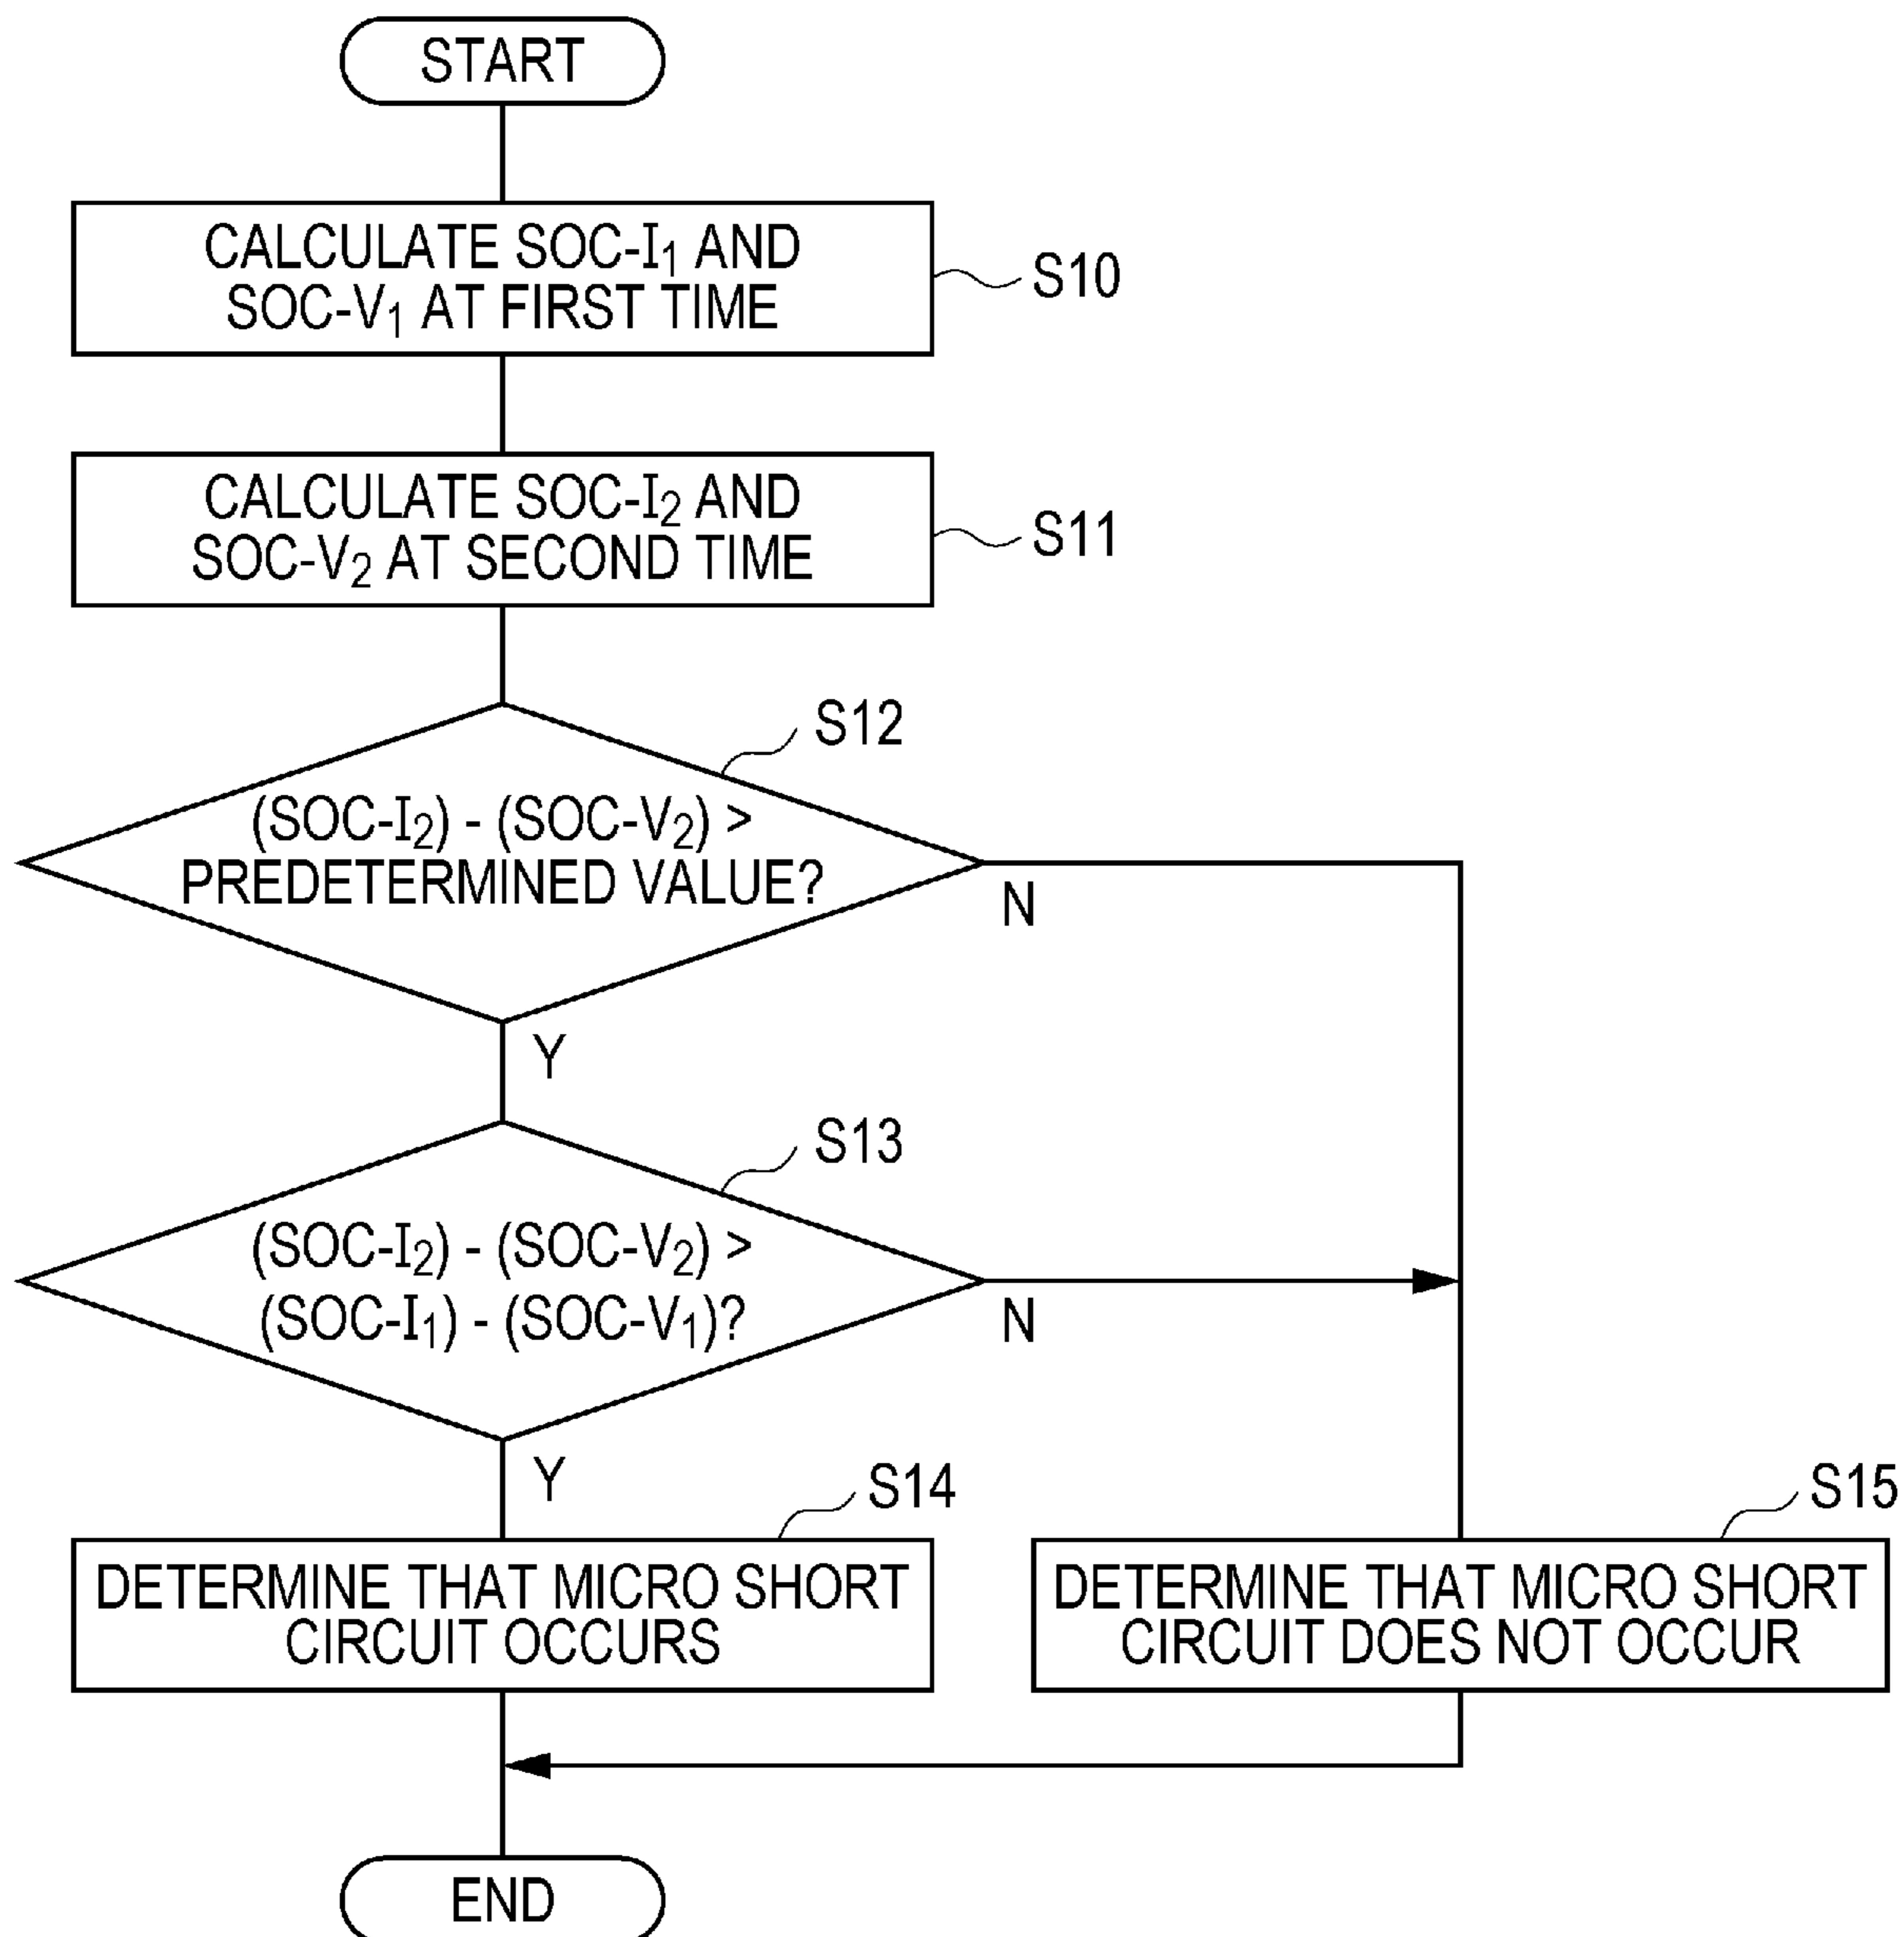 START
CALCULATE SOC-I₁ AND
SOC-V₁ AT FIRST TIME
S10
CALCULATE SOC-I₂ AND
SOC-V₂ AT SECOND TIME
S11
S12
(SOC-I₂) - (SOC-V₂) >
PREDETERMINED VALUE?
N
Y
S13
(SOC-I₂) - (SOC-V₂) >
(SOC-I₁) - (SOC-V₁)?
N
Y
S14
DETERMINE THAT MICRO SHORT
CIRCUIT OCCURS
S15
DETERMINE THAT MICRO SHORT
CIRCUIT DOES NOT OCCUR
END